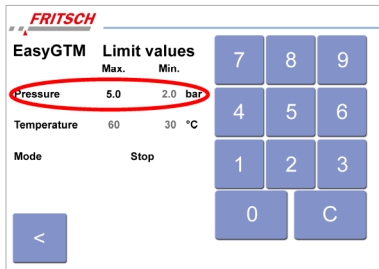 FRITSCH
EasyGTM Limit values
Max. Min.
Pressure 5.0 2.0 bar
Temperature 60 30 °C
Mode Stop
7 8 9
4 5 6
1 2 3
0 C
<